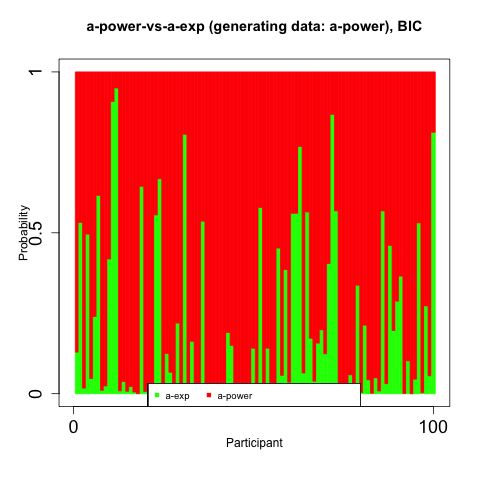 a-power-vs-a-exp (generating data: a-power), BIC
1
0.5
0
Probability
a-exp
a-power
0
100
Participant